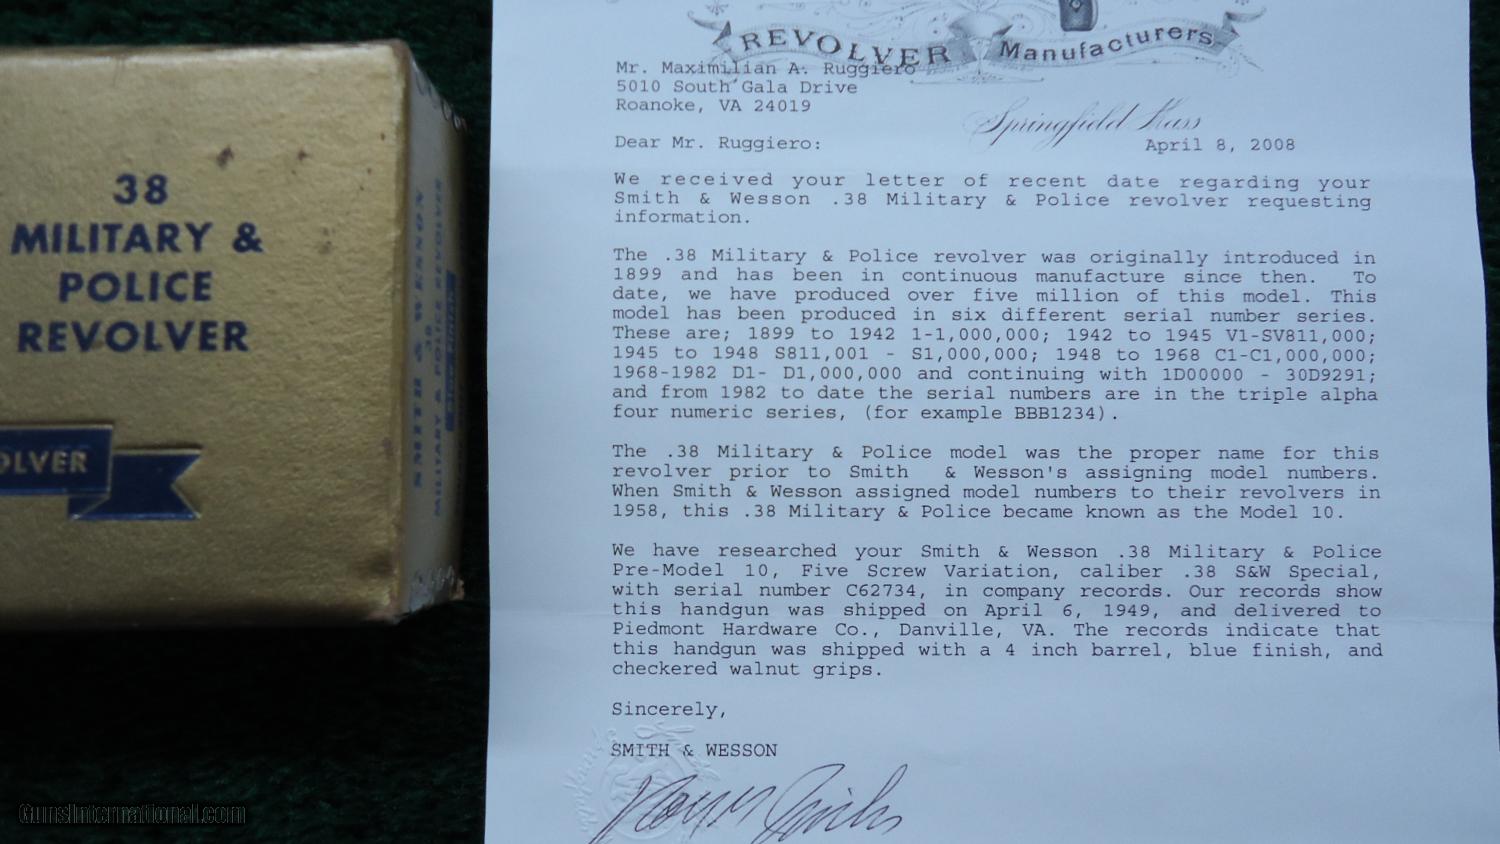 38
MILITARY &
POLICE
REVOLVER
OLVER
SMITH & WESSON
38
MILITARY & POLICE REVOLVER
REVOLVER Manufacturers
Mr. Maximilian A. Ruggiero
5010 South Gala Drive
Roanoke, VA 24019
Springfield Mass
Dear Mr. Ruggiero:
April 8, 2008
We received your letter of recent date regarding your
Smith & Wesson .38 Military & Police revolver requesting
information.
The .38 Military & Police revolver was originally introduced in
1899 and has been in continuous manufacture since then. To
date, we have produced over five million of this model. This
model has been produced in six different serial number series.
These are; 1899 to 1942 1-1,000,000; 1942 to 1945 V1-SV811,000;
1945 to 1948 S811,001 - S1,000,000; 1948 to 1968 C1-C1,000,000;
1968-1982 D1- D1,000,000 and continuing with 1D00000 - 30D9291;
and from 1982 to date the serial numbers are in the triple alpha
four numeric series, (for example BBB1234).
The .38 Military & Police model was the proper name for this
revolver prior to Smith & Wesson's assigning model numbers.
When Smith & Wesson assigned model numbers to their revolvers in
1958, this .38 Military & Police became known as the Model 10.
We have researched your Smith & Wesson .38 Military & Police
Pre-Model 10, Five Screw Variation, caliber .38 S&W Special,
with serial number C62734, in company records. Our records show
this handgun was shipped on April 6, 1949, and delivered to
Piedmont Hardware Co., Danville, VA. The records indicate that
this handgun was shipped with a 4 inch barrel, blue finish, and
checkered walnut grips.
Sincerely,
SMITH & WESSON
GunsInternational.com